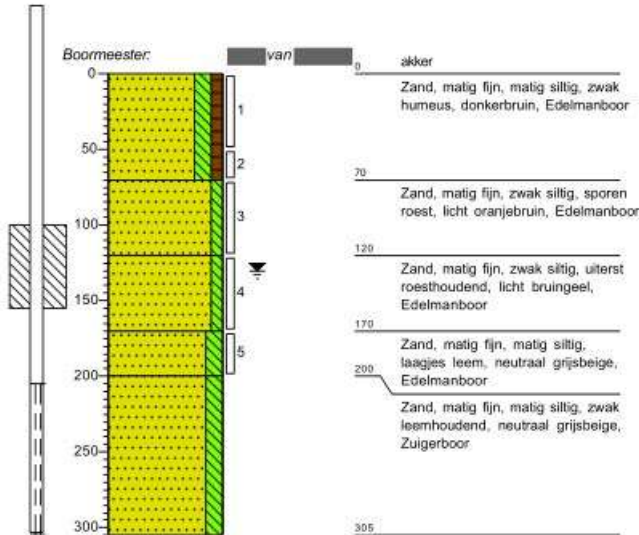 Boormeester: van
0
50
100
150
200
250
300
1
2
3
4
5
0 akker
Zand, matig fijn, matig siltig, zwak
humeus, donkerbruin, Edelmanboor
70
Zand, matig fijn, zwak siltig, sporen
roest, licht oranjebruin, Edelmanboor
120
Zand, matig fijn, zwak siltig, uiterst
roesthoudend, licht bruingeel,
Edelmanboor
170
Zand, matig fijn, matig siltig,
laagjes leem, neutraal grijsbeige,
Edelmanboor
200
Zand, matig fijn, matig siltig, zwak
leemhoudend, neutraal grijsbeige,
Zuigerboor
305